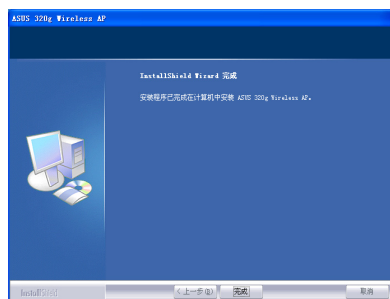 ASUS 320g Wireless AP
InstallShield Wizard 完成
安装程序已完成在计算机中安装 ASUS 320g Wireless AP。
InstallShield
< 上一步(B)
完成
取消